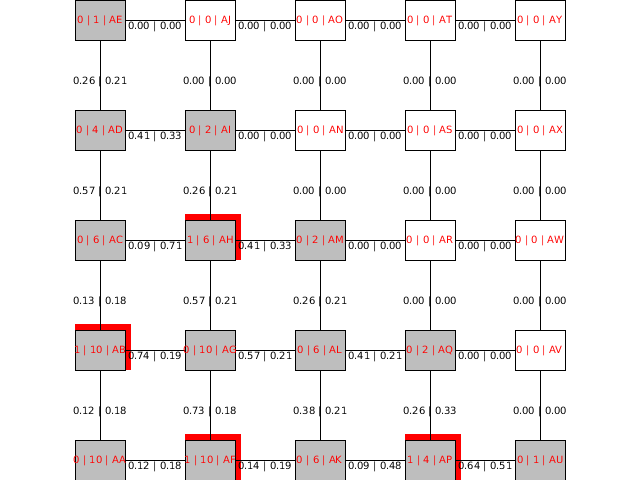 0 | 1 | AE 0.00 | 0.00 0 | 0 | AJ 0.00 | 0.00 0 | 0 | AO 0.00 | 0.00 0 | 0 | AT 0.00 | 0.00 0 | 0 | AY
0.26 | 0.21 0.00 | 0.00 0.00 | 0.00 0.00 | 0.00 0.00 | 0.00
0 | 4 | AD 0.41 | 0.33 0 | 2 | AI 0.00 | 0.00 0 | 0 | AN 0.00 | 0.00 0 | 0 | AS 0.00 | 0.00 0 | 0 | AX
0.57 | 0.21 0.26 | 0.21 0.00 | 0.00 0.00 | 0.00 0.00 | 0.00
0 | 6 | AC 0.09 | 0.71 1 | 6 | AH 0.41 | 0.33 0 | 2 | AM 0.00 | 0.00 0 | 0 | AR 0.00 | 0.00 0 | 0 | AW
0.13 | 0.18 0.57 | 0.21 0.26 | 0.21 0.00 | 0.00 0.00 | 0.00
1 | 10 | AB 0.74 | 0.19 0 | 10 | AG 0.57 | 0.21 0 | 6 | AL 0.41 | 0.21 0 | 2 | AQ 0.00 | 0.00 0 | 0 | AV
0.12 | 0.18 0.73 | 0.18 0.38 | 0.21 0.26 | 0.33 0.00 | 0.00
0 | 10 | AA 0.12 | 0.18 1 | 10 | AF 0.14 | 0.19 0 | 6 | AK 0.09 | 0.48 1 | 4 | AP 0.64 | 0.51 0 | 1 | AU